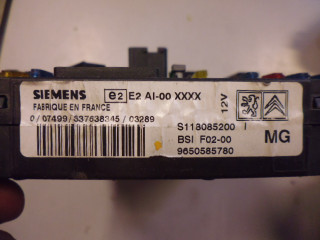 SIEMENS e2 E2 AI-00 XXXX
FABRIQUE EN FRANCE
12V
0/07499/537638345/03289
S118085200 I
BSI F02-00 MG
9650585780